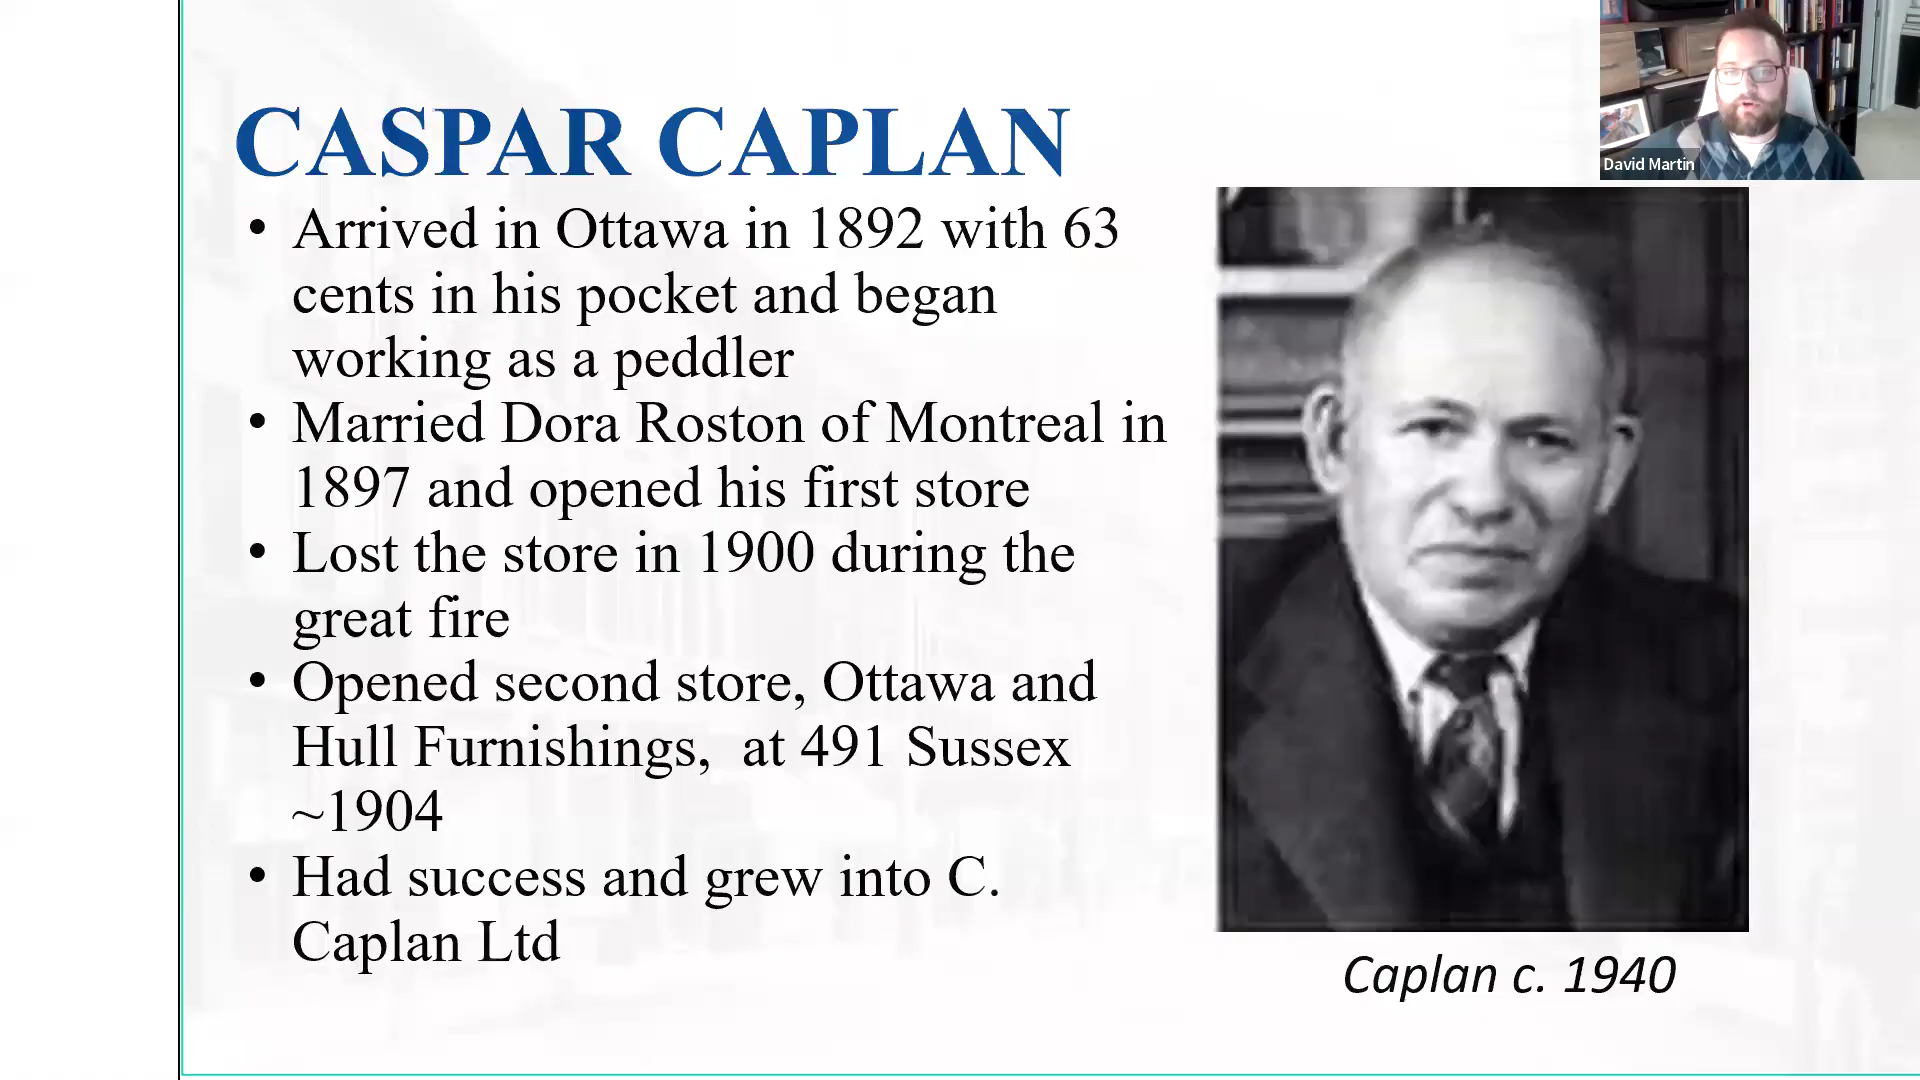 CASPAR CAPLAN
• Arrived in Ottawa in 1892 with 63
cents in his pocket and began
working as a peddler
• Married Dora Roston of Montreal in
1897 and opened his first store
• Lost the store in 1900 during the
great fire
• Opened second store, Ottawa and
Hull Furnishings,  at 491 Sussex
~1904
• Had success and grew into C.
Caplan Ltd
David Martin
Caplan c. 1940